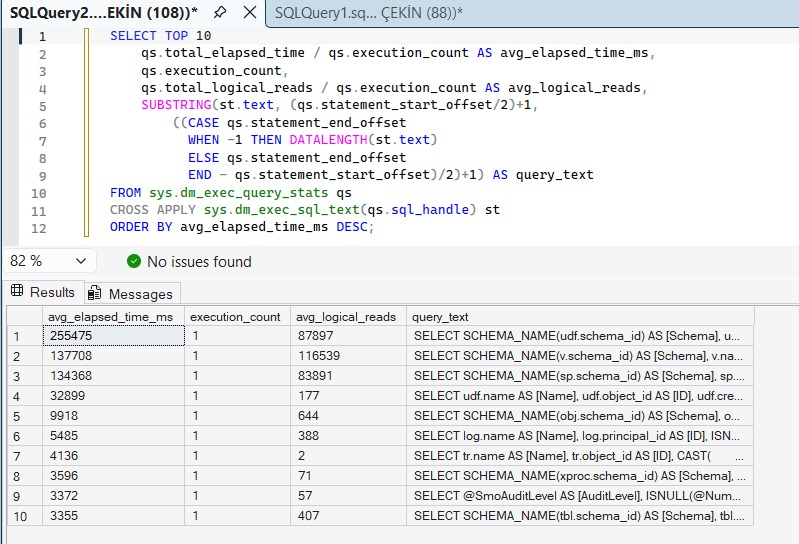 SQLQuery2....EKİN (108))*
SQLQuery1.sq... ÇEKİN (88))*
1 SELECT TOP 10
2 qs.total_elapsed_time / qs.execution_count AS avg_elapsed_time_ms,
3 qs.execution_count,
4 qs.total_logical_reads / qs.execution_count AS avg_logical_reads,
5 SUBSTRING(st.text, (qs.statement_start_offset/2)+1,
6 ((CASE qs.statement_end_offset
7 WHEN -1 THEN DATALENGTH(st.text)
8 ELSE qs.statement_end_offset
9 END - qs.statement_start_offset)/2)+1) AS query_text
10 FROM sys.dm_exec_query_stats qs
11 CROSS APPLY sys.dm_exec_sql_text(qs.sql_handle) st
12 ORDER BY avg_elapsed_time_ms DESC;
82 % No issues found
Results Messages
avg_elapsed_time_ms execution_count avg_logical_reads query_text
1 255475 1 87897 SELECT SCHEMA_NAME(udf.schema_id) AS [Schema], u...
2 137708 1 116539 SELECT SCHEMA_NAME(v.schema_id) AS [Schema], v.na...
3 134368 1 83891 SELECT SCHEMA_NAME(sp.schema_id) AS [Schema], sp....
4 32899 1 177 SELECT udf.name AS [Name], udf.object_id AS [ID], udf.cre...
5 9918 1 644 SELECT SCHEMA_NAME(obj.schema_id) AS [Schema], o...
6 5485 1 388 SELECT log.name AS [Name], log.principal_id AS [ID], ISN...
7 4136 1 2 SELECT tr.name AS [Name], tr.object_id AS [ID], CAST( ...
8 3596 1 71 SELECT SCHEMA_NAME(xproc.schema_id) AS [Schema], ...
9 3372 1 57 SELECT @SmoAuditLevel AS [AuditLevel], ISNULL(@Num...
10 3355 1 407 SELECT SCHEMA_NAME(tbl.schema_id) AS [Schema], tbl....